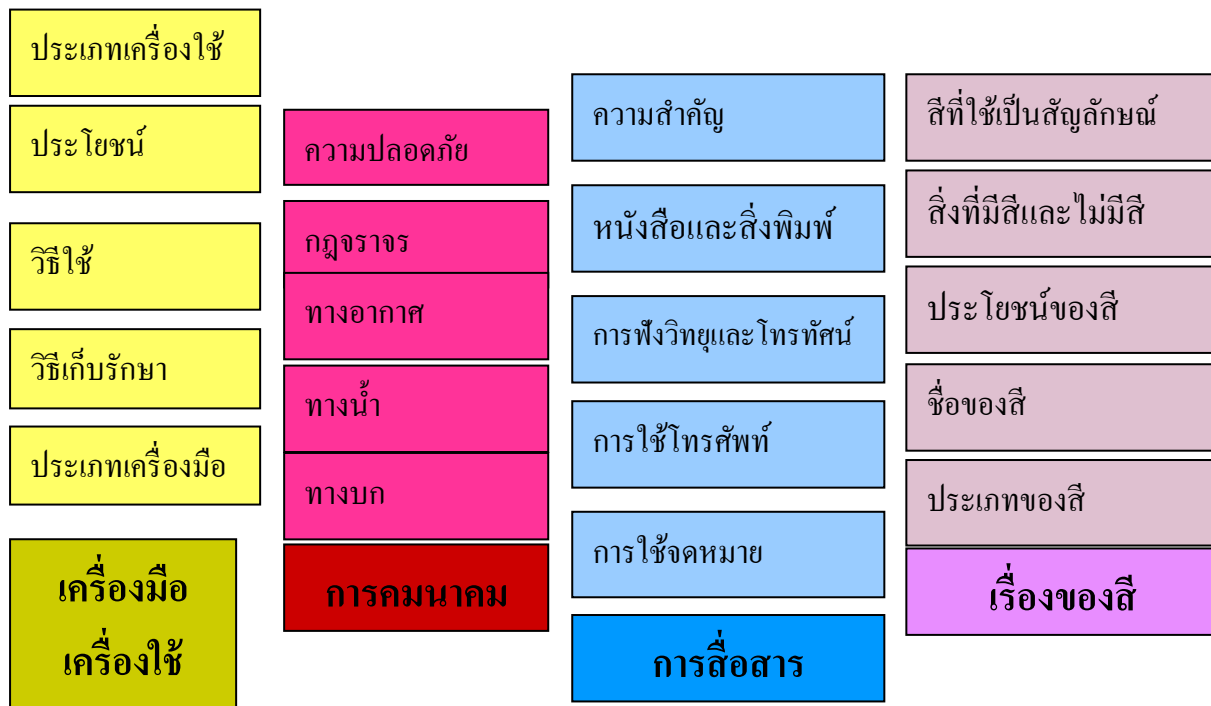 ประเภทเครื่องใช้
ประโยชน์
วิธีใช้
วิธีเก็บรักษา
ประเภทเครื่องมือ
เครื่องมือ
เครื่องใช้
ความปลอดภัย
กฎจราจร
ทางอากาศ
ทางน้ำ
ทางบก
การคมนาคม
ความสำคัญ
หนังสือและสิ่งพิมพ์
การฟังวิทยุและโทรทัศน์
การใช้โทรศัพท์
การใช้จดหมาย
การสื่อสาร
สีที่ใช้เป็นสัญลักษณ์
สิ่งที่มีสีและไม่มีสี
ประโยชน์ของสี
ชื่อของสี
ประเภทของสี
เรื่องของสี